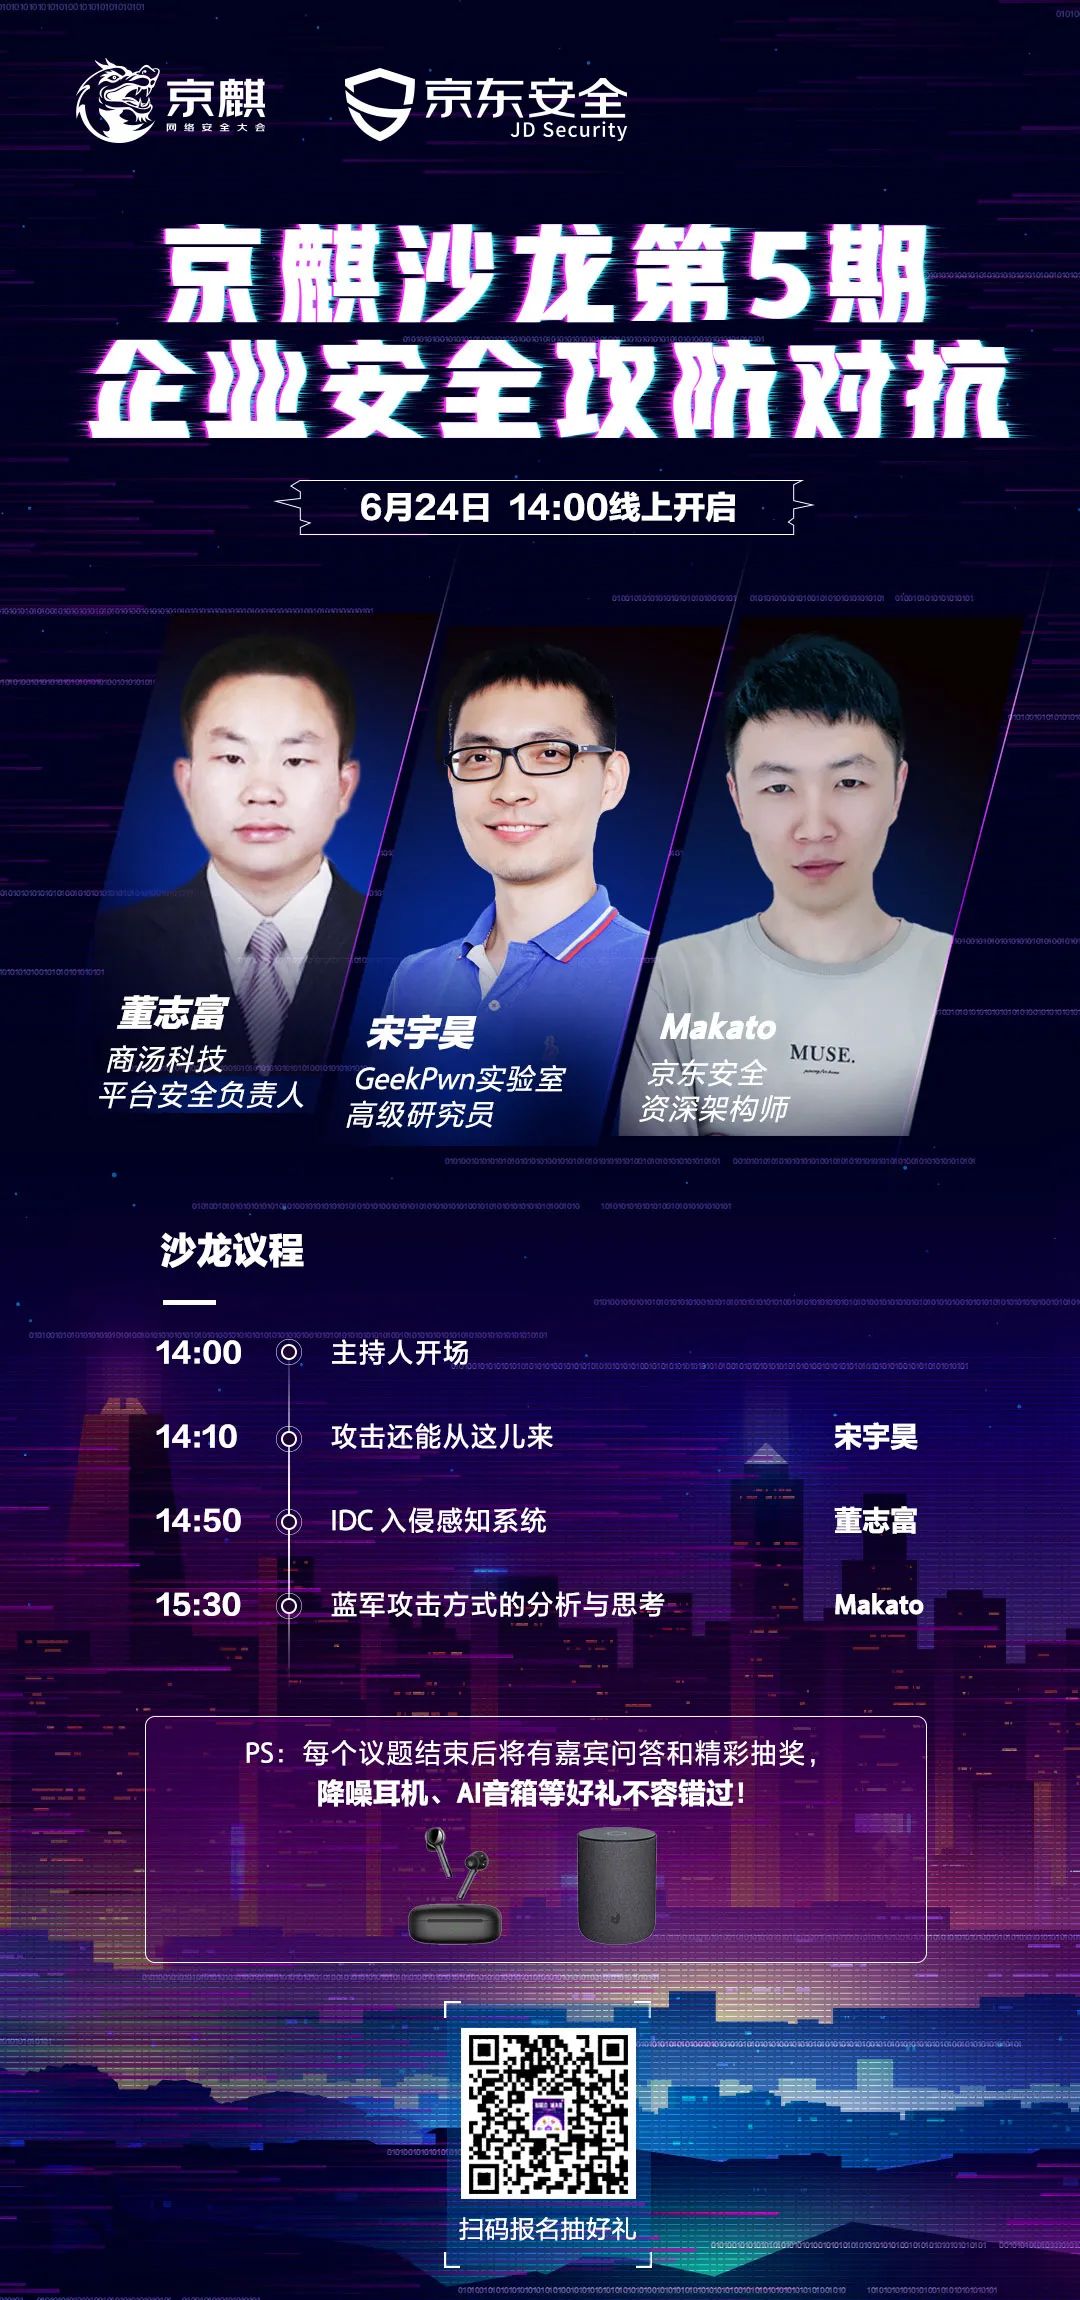 京麒
网络安全大会
京东安全
JD Security
京麒沙龙第5期
企业安全攻防对抗
6月24日 14:00线上开启
董志富
商汤科技
平台安全负责人
宋宇昊
GeekPwn实验室
高级研究员
Makato
京东安全
资深架构师
MUSE.
沙龙议程
14:00 主持人开场
14:10 攻击还能从这儿来 宋宇昊
14:50 IDC 入侵感知系统 董志富
15:30 蓝军攻击方式的分析与思考 Makato
PS：每个议题结束后将有嘉宾问答和精彩抽奖，
降噪耳机、AI音箱等好礼不容错过！
扫码报名抽好礼